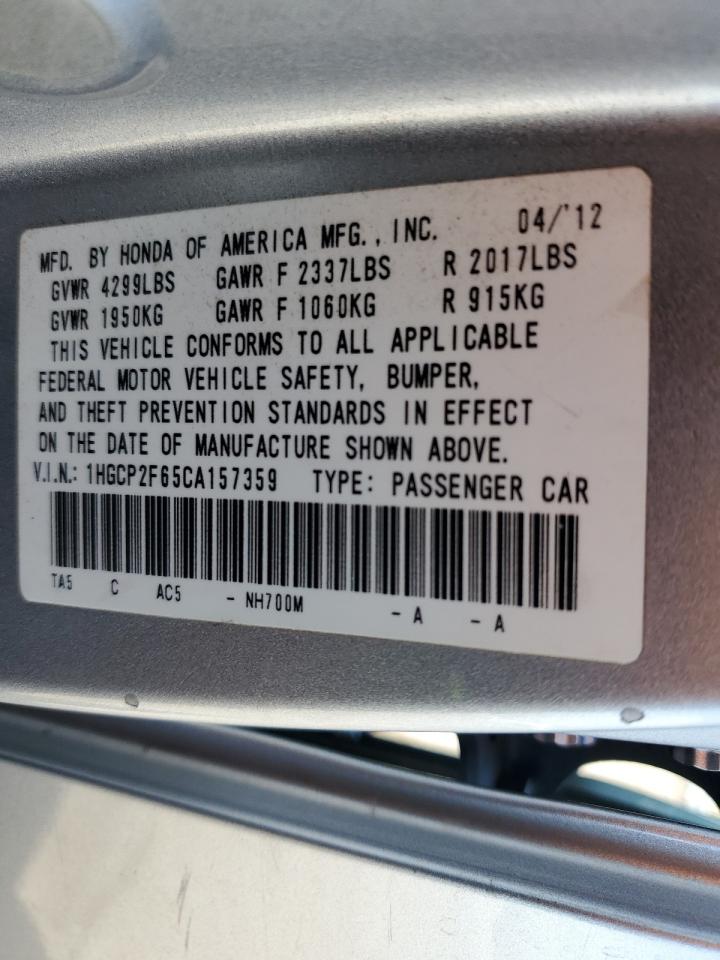 MFD. BY HONDA OF AMERICA MFG., INC. 04/'12
GVWR 4299LBS GAWR F 2337LBS R 2017LBS
GVWR 1950KG GAWR F 1060KG R 915KG
THIS VEHICLE CONFORMS TO ALL APPLICABLE
FEDERAL MOTOR VEHICLE SAFETY, BUMPER,
AND THEFT PREVENTION STANDARDS IN EFFECT
ON THE DATE OF MANUFACTURE SHOWN ABOVE.
V.I.N.: 1HGCP2F65CA157359 TYPE: PASSENGER CAR
TA5 C AC5 - NH700M - A - A